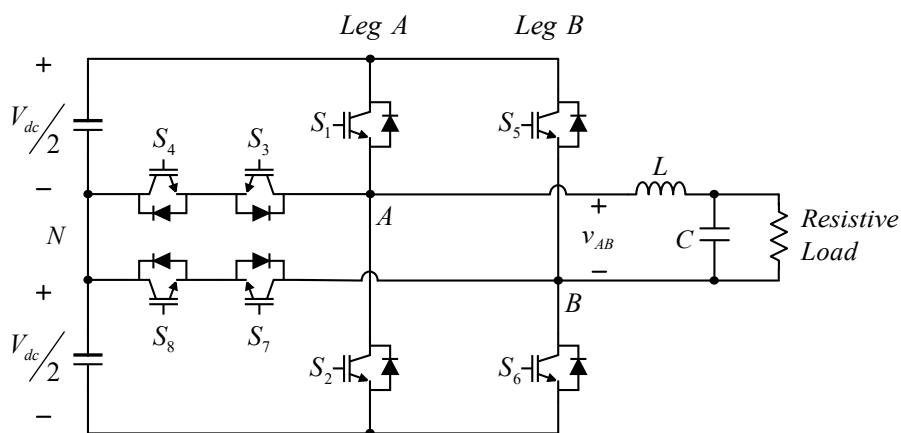 Leg A
Leg B
+
+
V_dc/2
S_1
S_5
S_4
S_3
−
L
A
+
N
v_AB
C
Resistive
Load
−
+
B
V_dc/2
S_8
S_7
S_2
S_6
−